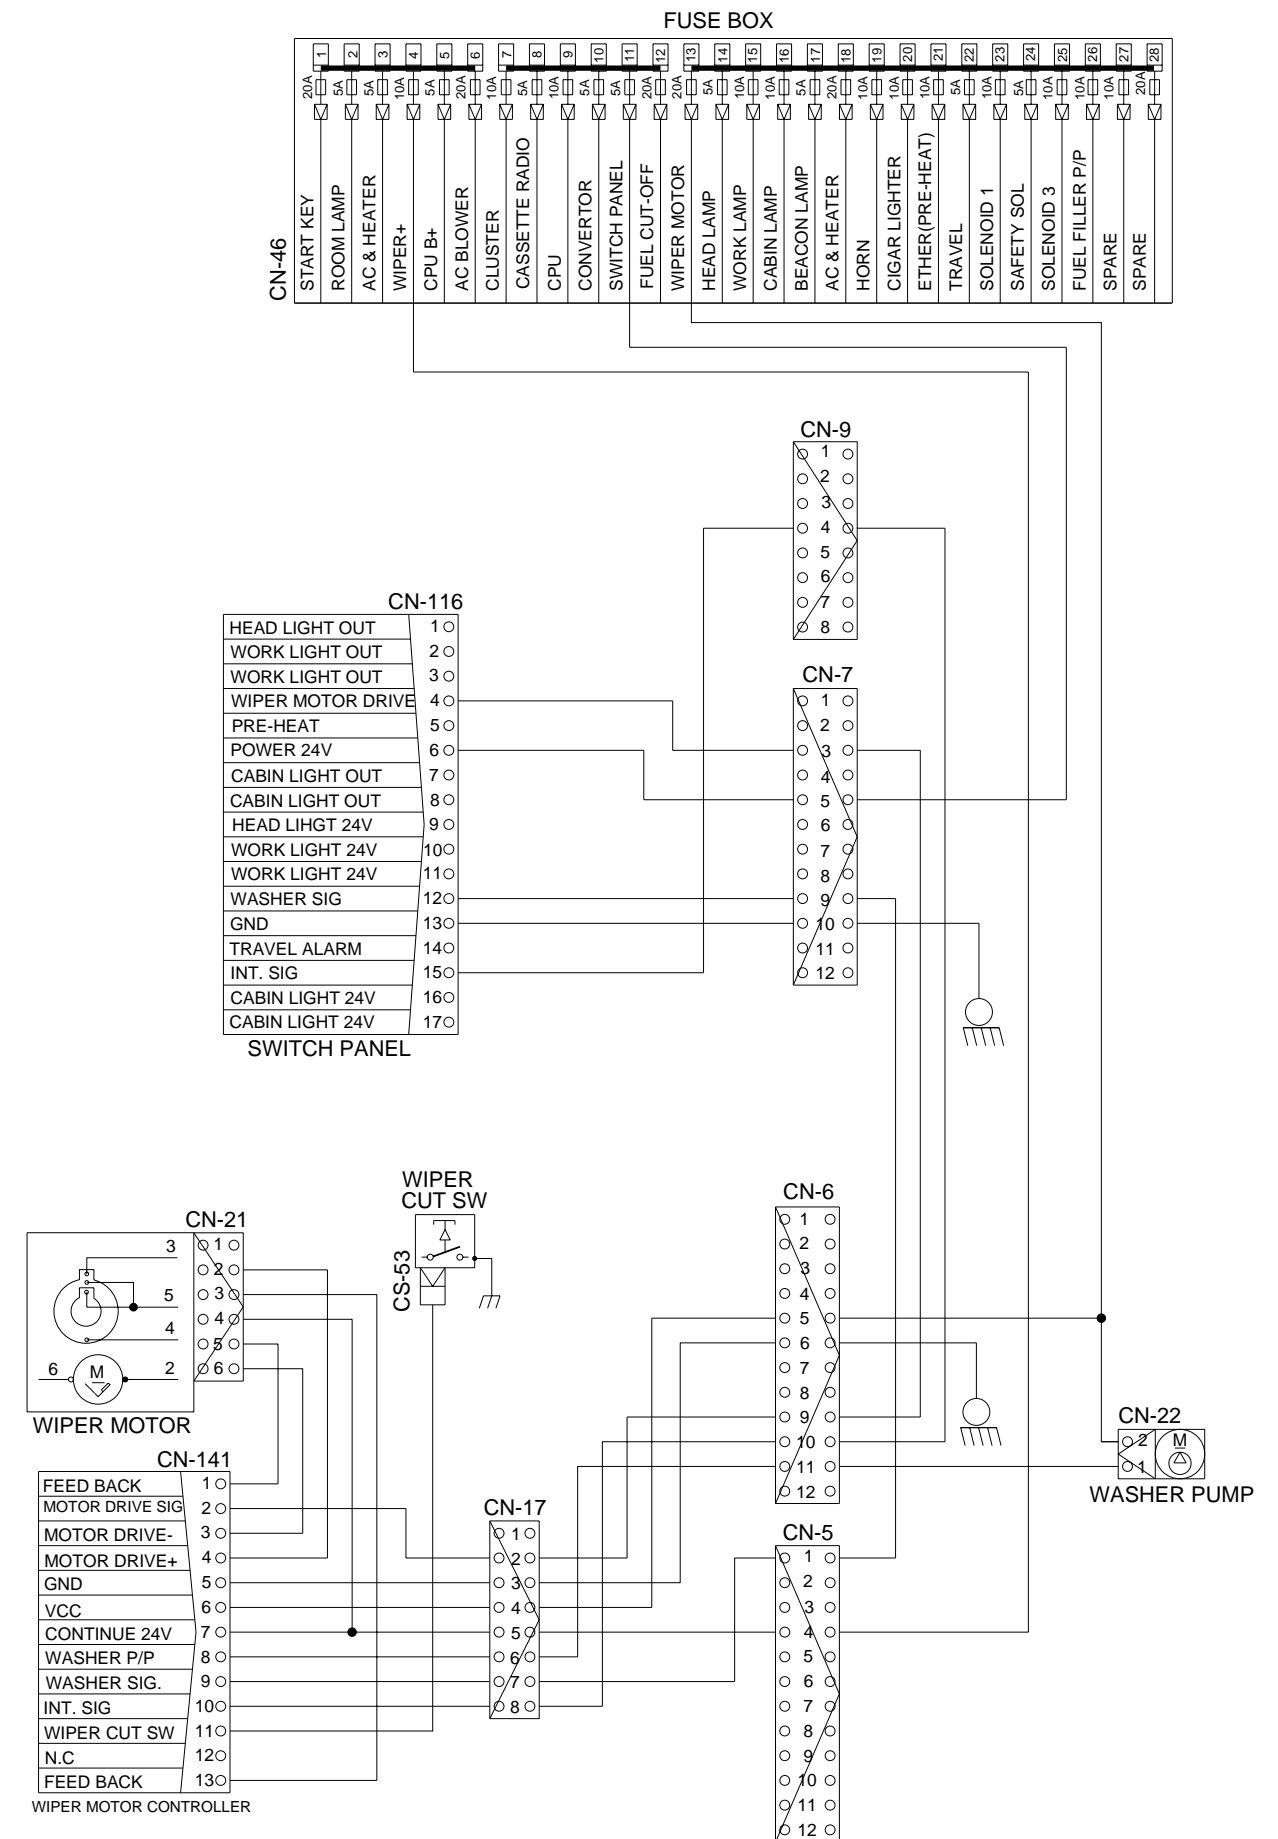 FUSE BOX
1 2 3 4 5 6 7 8 9 10 11 12 13 14 15 16 17 18 19 20 21 22 23 24 25 26 27 28
20A 5A 5A 10A 5A 20A 10A 5A 10A 5A 5A 20A 20A 5A 10A 10A 5A 20A 10A 10A 10A 5A 10A 5A 10A 10A 10A 20A
CN-46
START KEY
ROOM LAMP
AC & HEATER
WIPER+
CPU B+
AC BLOWER
CLUSTER
CASSETTE RADIO
CPU
CONVERTOR
SWITCH PANEL
FUEL CUT-OFF
WIPER MOTOR
HEAD LAMP
WORK LAMP
CABIN LAMP
BEACON LAMP
AC & HEATER
HORN
CIGAR LIGHTER
ETHER(PRE-HEAT)
TRAVEL
SOLENOID 1
SAFETY SOL
SOLENOID 3
FUEL FILLER P/P
SPARE
SPARE
CN-9
1
2
3
4
5
6
7
8
CN-116
HEAD LIGHT OUT 1
WORK LIGHT OUT 2
WORK LIGHT OUT 3
WIPER MOTOR DRIVE 4
PRE-HEAT 5
POWER 24V 6
CABIN LIGHT OUT 7
CABIN LIGHT OUT 8
HEAD LIHGT 24V 9
WORK LIGHT 24V 10
WORK LIGHT 24V 11
WASHER SIG 12
GND 13
TRAVEL ALARM 14
INT. SIG 15
CABIN LIGHT 24V 16
CABIN LIGHT 24V 17
SWITCH PANEL
CN-7
1
2
3
4
5
6
7
8
9
10
11
12
WIPER
CUT SW
CS-53
CN-21
1
2
3
4
5
6
3
5
4
6 M 2
WIPER MOTOR
CN-6
1
2
3
4
5
6
7
8
9
10
11
12
CN-22
2 M
1
WASHER PUMP
CN-141
FEED BACK 1
MOTOR DRIVE SIG 2
MOTOR DRIVE- 3
MOTOR DRIVE+ 4
GND 5
VCC 6
CONTINUE 24V 7
WASHER P/P 8
WASHER SIG. 9
INT. SIG 10
WIPER CUT SW 11
N.C 12
FEED BACK 13
WIPER MOTOR CONTROLLER
CN-17
1
2
3
4
5
6
7
8
CN-5
1
2
3
4
5
6
7
8
9
10
11
12